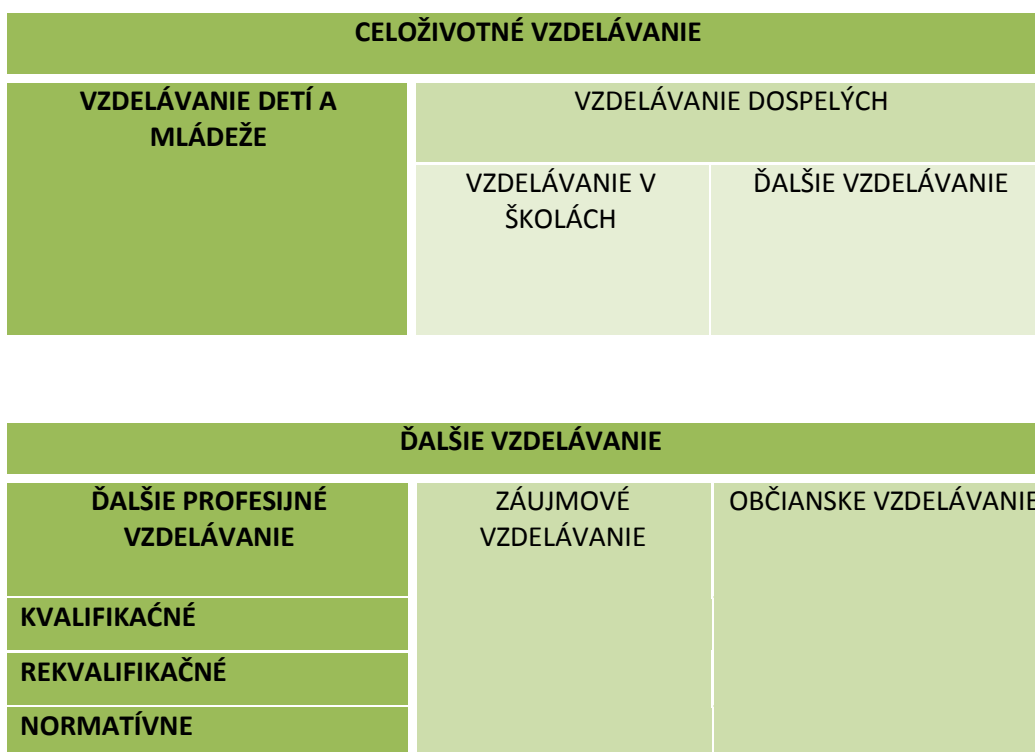 CELOŽIVOTNÉ VZDELÁVANIE
VZDELÁVANIE DETÍ A
MLÁDEŽE
VZDELÁVANIE DOSPELÝCH
VZDELÁVANIE V
ŠKOLÁCH
ĎALŠIE VZDELÁVANIE
ĎALŠIE VZDELÁVANIE
ĎALŠIE PROFESIJNÉ
VZDELÁVANIE
ZÁUJMOVÉ
VZDELÁVANIE
OBČIANSKE VZDELÁVANIE
KVALIFIKAĆNÉ
REKVALIFIKAČNÉ
NORMATÍVNE